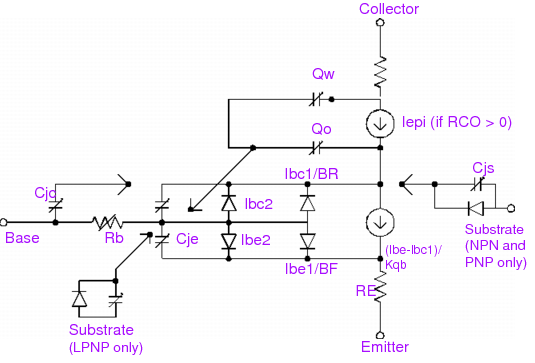 Collector
Qw
Iepi (if RCO > 0)
Qo
Ibc1/BR
Cjs
Cjc
Ibc2
Base
Rb
Cje
Ibe2
Substrate
(NPN and
PNP only)
(Ibe-Ibc1)/
Kqb
Ibe1/BF
RE
Substrate
(LPNP only)
Emitter